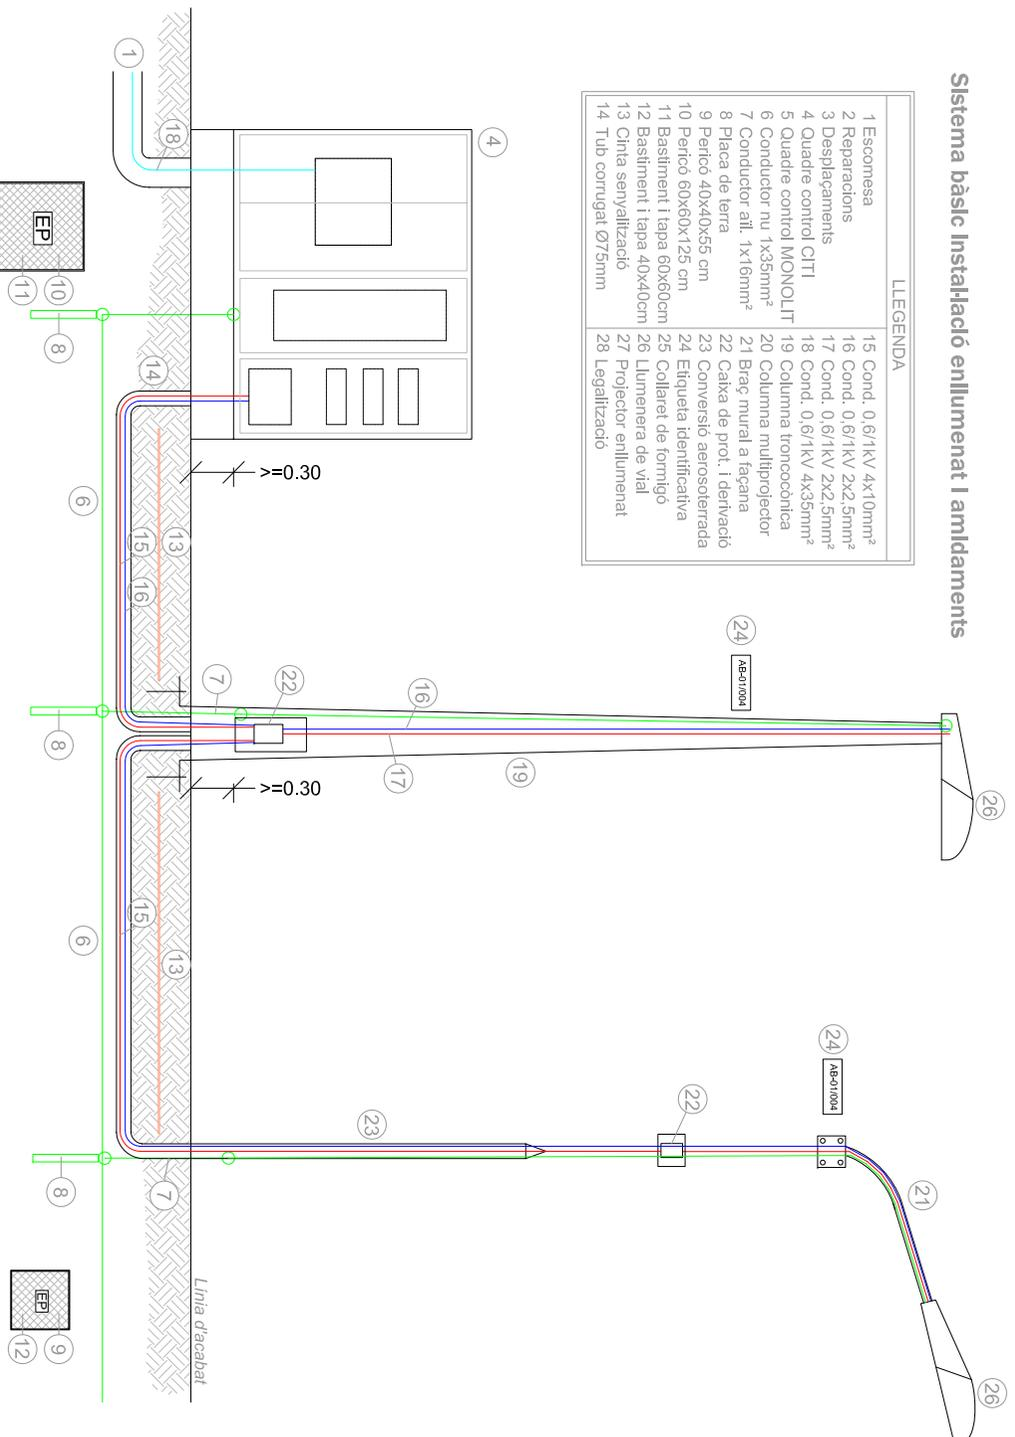 Sistema bàsic instal·lació enllumenat i amidaments
LLEGENDA
1 Escomesa
2 Reparacions
3 Desplaçaments
4 Quadre control CITI
5 Quadre control MONOLIT
6 Conductor nu 1x35mm²
7 Conductor aïl. 1x16mm²
8 Placa de terra
9 Pericó 40x40x55 cm
10 Pericó 60x60x125 cm
11 Bastiment i tapa 60x60cm
12 Bastiment i tapa 40x40cm
13 Cinta senyalització
14 Tub corrugat Ø75mm
15 Cond. 0,6/1kV 4x10mm²
16 Cond. 0,6/1kV 2x2,5mm²
17 Cond. 0,6/1kV 2x2,5mm²
18 Cond. 0,6/1kV 4x35mm²
19 Columna troncocònica
20 Columna multiprojector
21 Braç mural a façana
22 Caixa de prot. i derivació
23 Conversió aerosoterrada
24 Etiqueta identificativa
25 Collaret de formigó
26 Llumenera de vial
27 Projector enllumenat
28 Legalització
26
26
24
AB-01/004
24
AB-01/004
21
19
4
16
17
22
22
23
>=0.30
>=0.30
7
Línia d'acabat
1
18
14
13
15
16
13
15
7
6
6
EP
10
11
8
8
8
EP
9
12